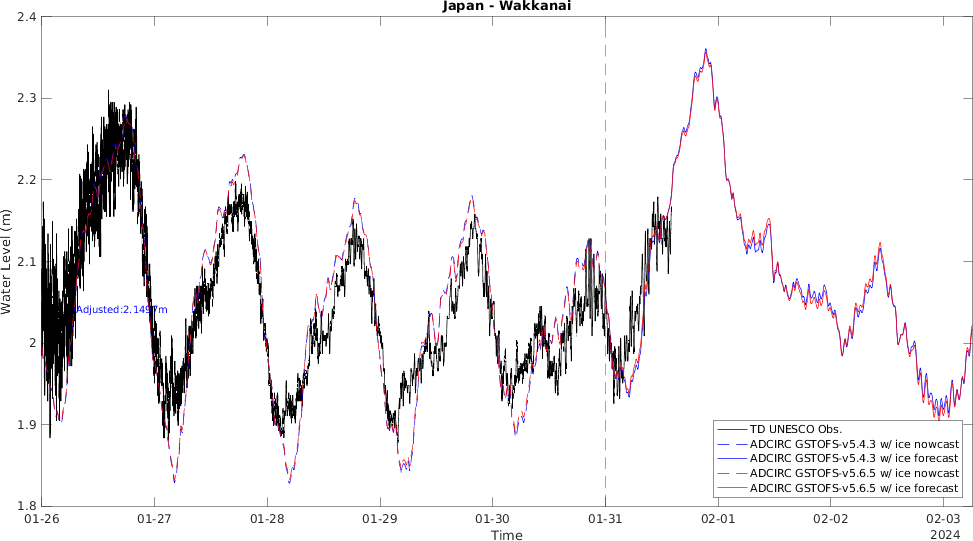 Japan - Wakkanai
Water Level (m)
2.4
2.3
2.2
2.1
2
1.9
1.8
Adjusted:2.1497m
TD UNESCO Obs.
ADCIRC GSTOFS-v5.4.3 w/ ice nowcast
ADCIRC GSTOFS-v5.4.3 w/ ice forecast
ADCIRC GSTOFS-v5.6.5 w/ ice nowcast
ADCIRC GSTOFS-v5.6.5 w/ ice forecast
01-26 01-27 01-28 01-29 01-30 01-31 02-01 02-02 02-03
Time
2024